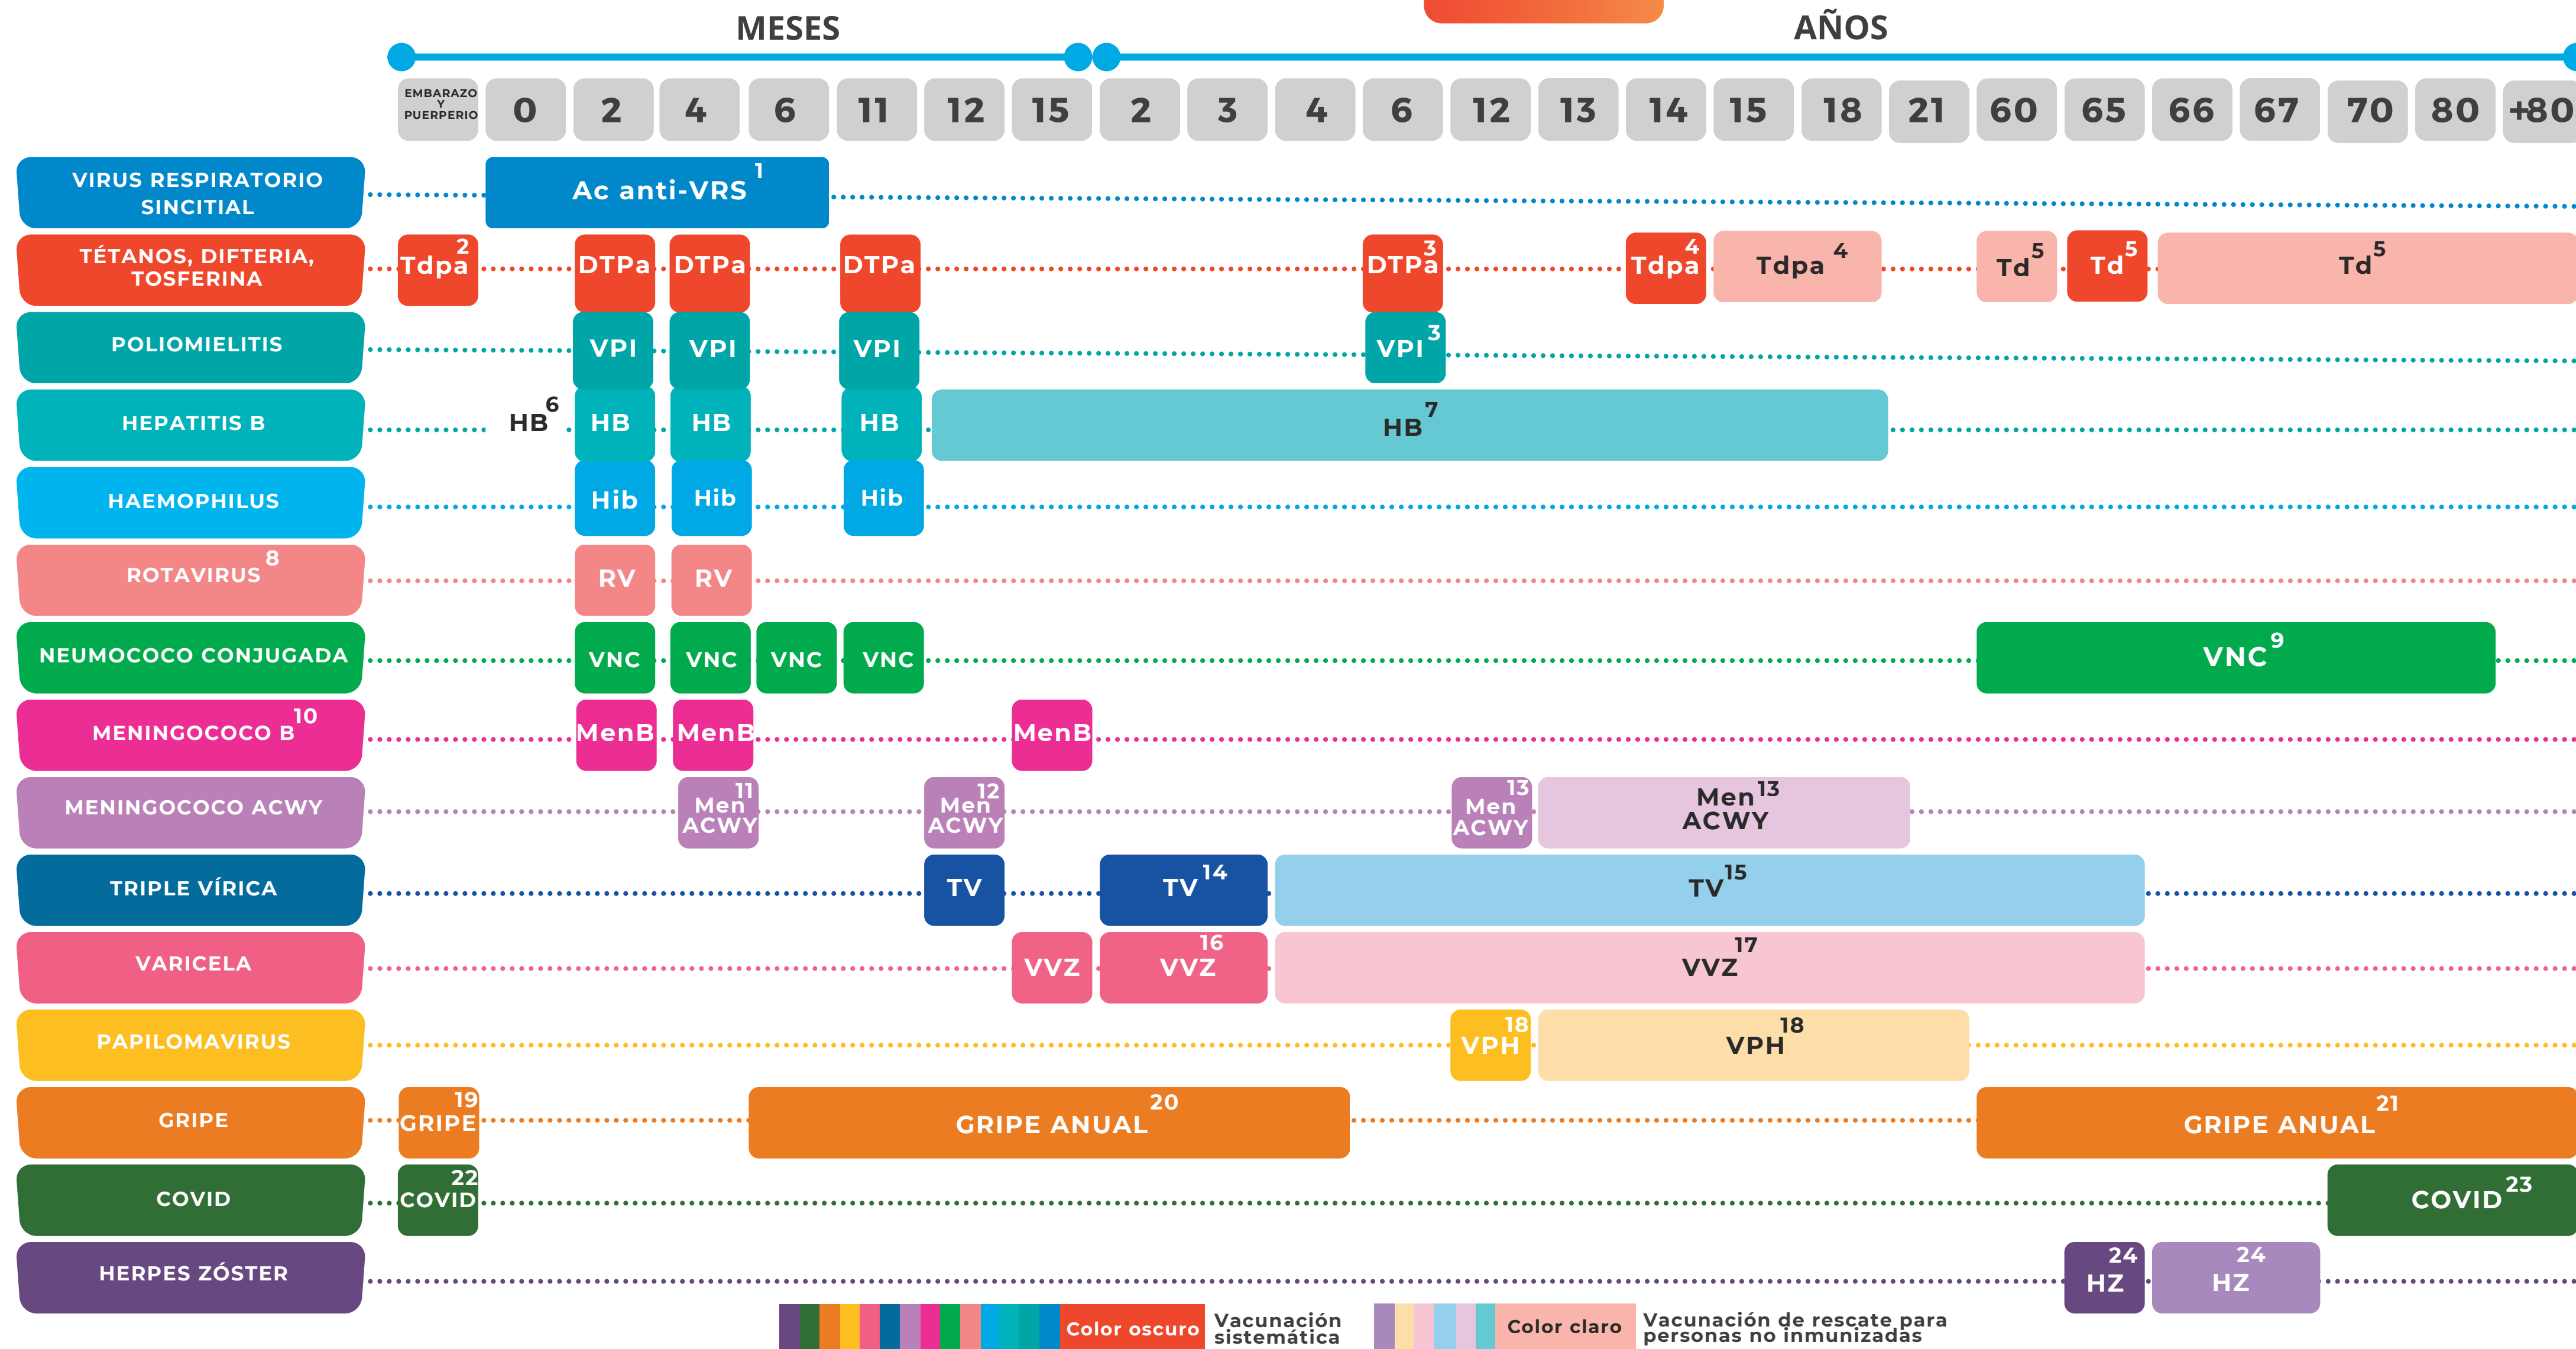 MESES
AÑOS
EMBARAZO
Y
PUERPERIO
0 2 4 6 11 12 15 2 3 4 6 12 13 14 15 18 21 60 65 66 67 70 80 +80
VIRUS RESPIRATORIO
SINCITIAL
Ac anti-VRS 1
TÉTANOS, DIFTERIA,
TOSFERINA
Tdpa 2 DTPa DTPa DTPa DTPa 3 Tdpa 4 Tdpa 4 Td 5 Td 5 Td 5
POLIOMIELITIS
VPI VPI VPI VPI 3
HEPATITIS B
HB 6 HB HB HB HB 7
HAEMOPHILUS
Hib Hib Hib
ROTAVIRUS 8
RV RV
NEUMOCOCO CONJUGADA
VNC VNC VNC VNC VNC 9
MENINGOCOCO B 10
MenB MenB MenB
MENINGOCOCO ACWY
Men 11
ACWY
Men 12
ACWY
Men 13
ACWY
Men 13
ACWY
TRIPLE VÍRICA
TV TV 14 TV 15
VARICELA
VVZ VVZ 16 VVZ 17
PAPILOMAVIRUS
VPH 18 VPH 18
GRIPE
GRIPE 19 GRIPE ANUAL 20 GRIPE ANUAL 21
COVID
COVID 22 COVID 23
HERPES ZÓSTER
HZ 24 HZ 24
Color oscuro
Vacunación
sistemática
Color claro
Vacunación de rescate para
personas no inmunizadas